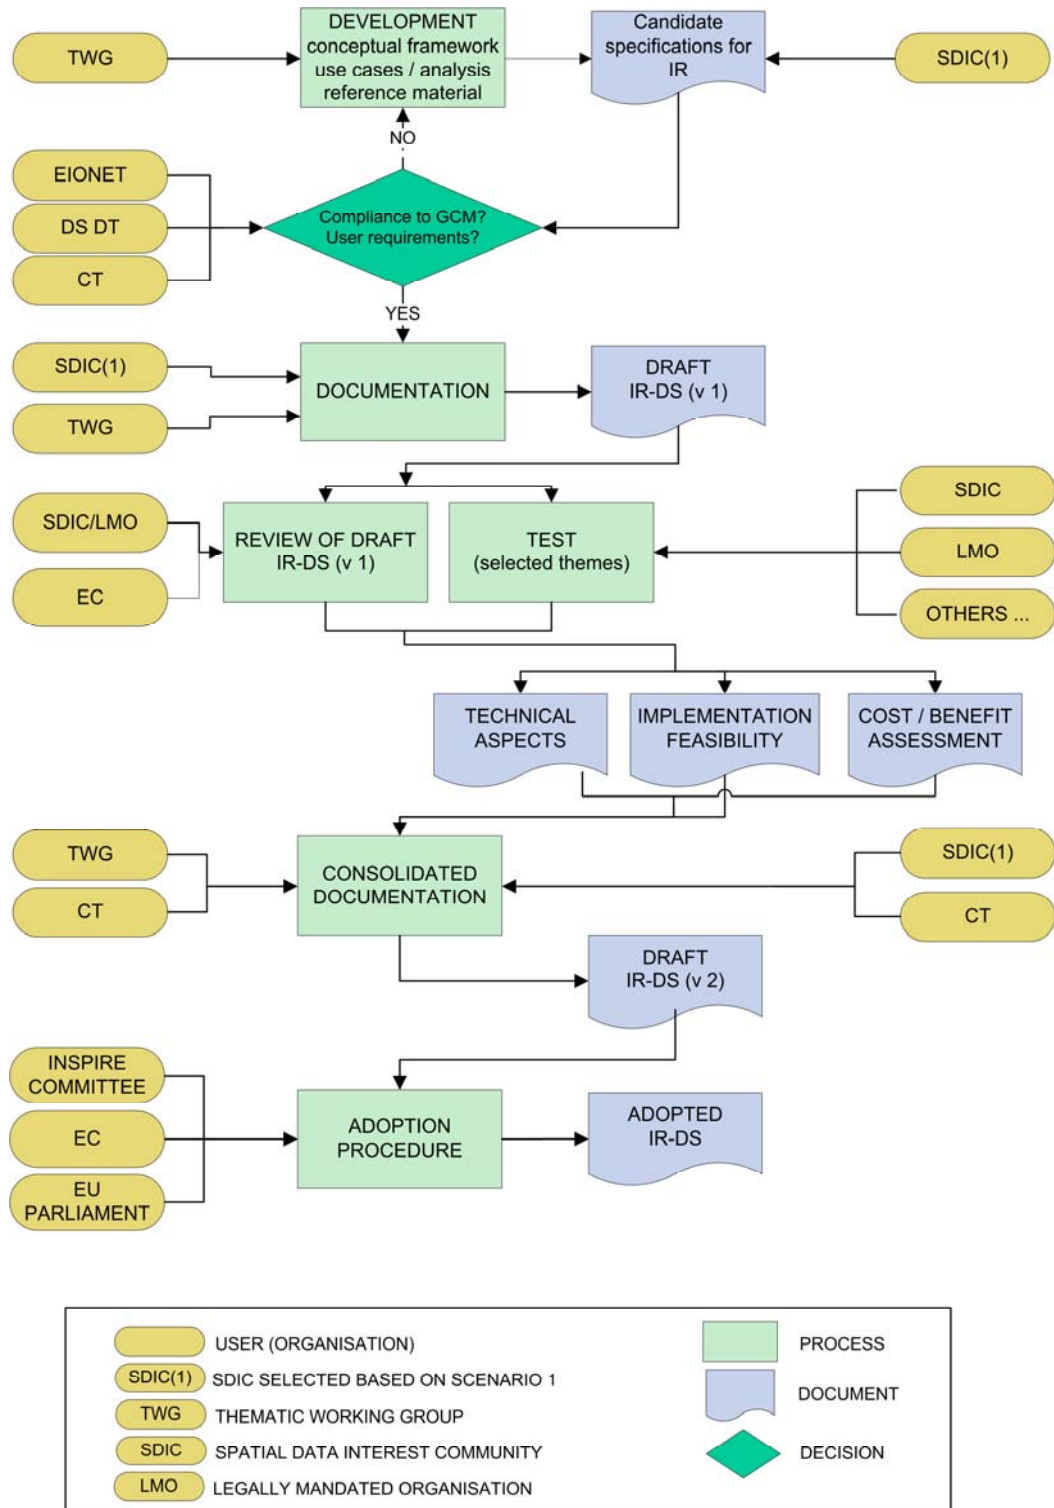 TWG
DEVELOPMENT
conceptual framework
use cases / analysis
reference material
Candidate
specifications for
IR
SDIC(1)
NO
EIONET
DS DT
CT
Compliance to GCM?
User requirements?
YES
SDIC(1)
TWG
DOCUMENTATION
DRAFT
IR-DS (v 1)
SDIC/LMO
EC
REVIEW OF DRAFT
IR-DS (v 1)
TEST
(selected themes)
SDIC
LMO
OTHERS ...
TECHNICAL
ASPECTS
IMPLEMENTATION
FEASIBILITY
COST / BENEFIT
ASSESSMENT
TWG
CT
CONSOLIDATED
DOCUMENTATION
SDIC(1)
CT
DRAFT
IR-DS (v 2)
INSPIRE
COMMITTEE
EC
EU
PARLIAMENT
ADOPTION
PROCEDURE
ADOPTED
IR-DS
USER (ORGANISATION)
SDIC(1) SDIC SELECTED BASED ON SCENARIO 1
TWG THEMATIC WORKING GROUP
SDIC SPATIAL DATA INTEREST COMMUNITY
LMO LEGALLY MANDATED ORGANISATION
PROCESS
DOCUMENT
DECISION